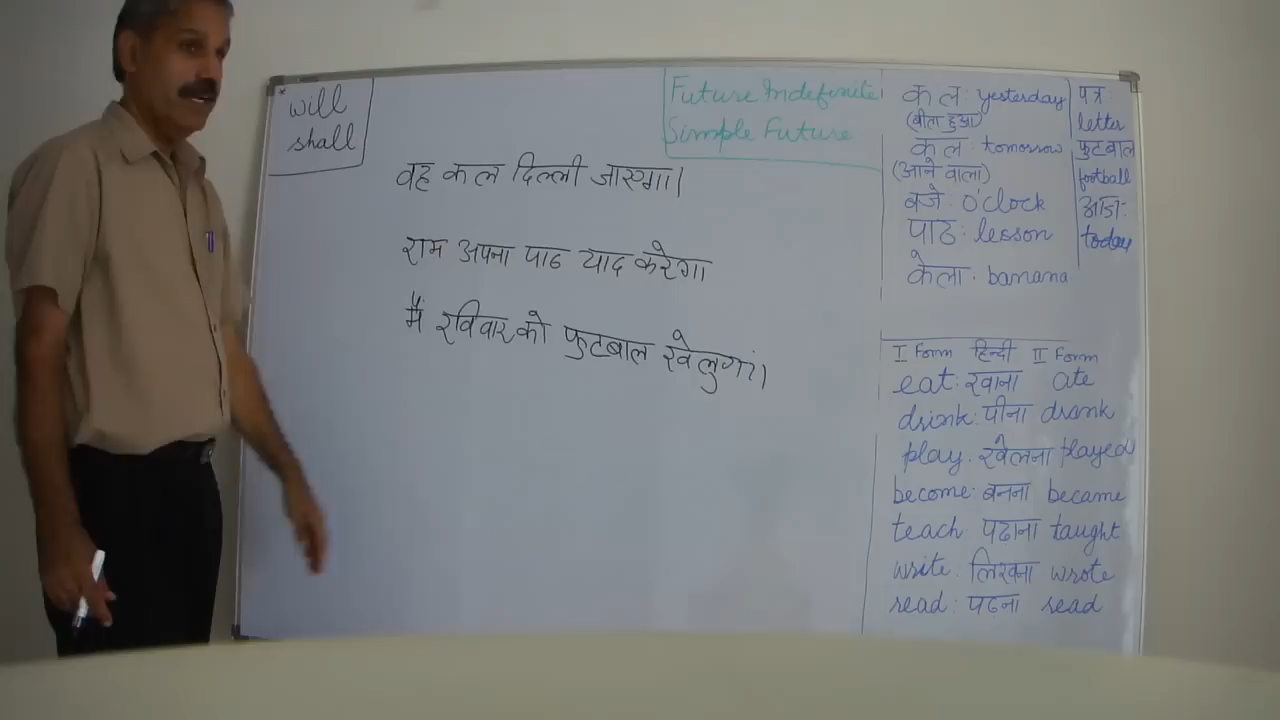 will
shall
Future Indefinite
Simple Future
वह कल दिल्ली जाएगा।
राम अपना पाठ याद करेगा
मैं रविवार को फुटबाल खेलुगां।
कल: yesterday
(बीता हुआ)
कल: tomorrow
(आने वाला)
बजे: o'clock
पाठ: lesson
केला: banana
पत्र:
letter
फुटबाल
football
आज:
today
I Form हिन्दी II Form
eat: खाना ate
drink: पीना drank
play. खेलना played
become: बनना became
teach: पढाना taught
write. लिखना wrote
read: पढना read